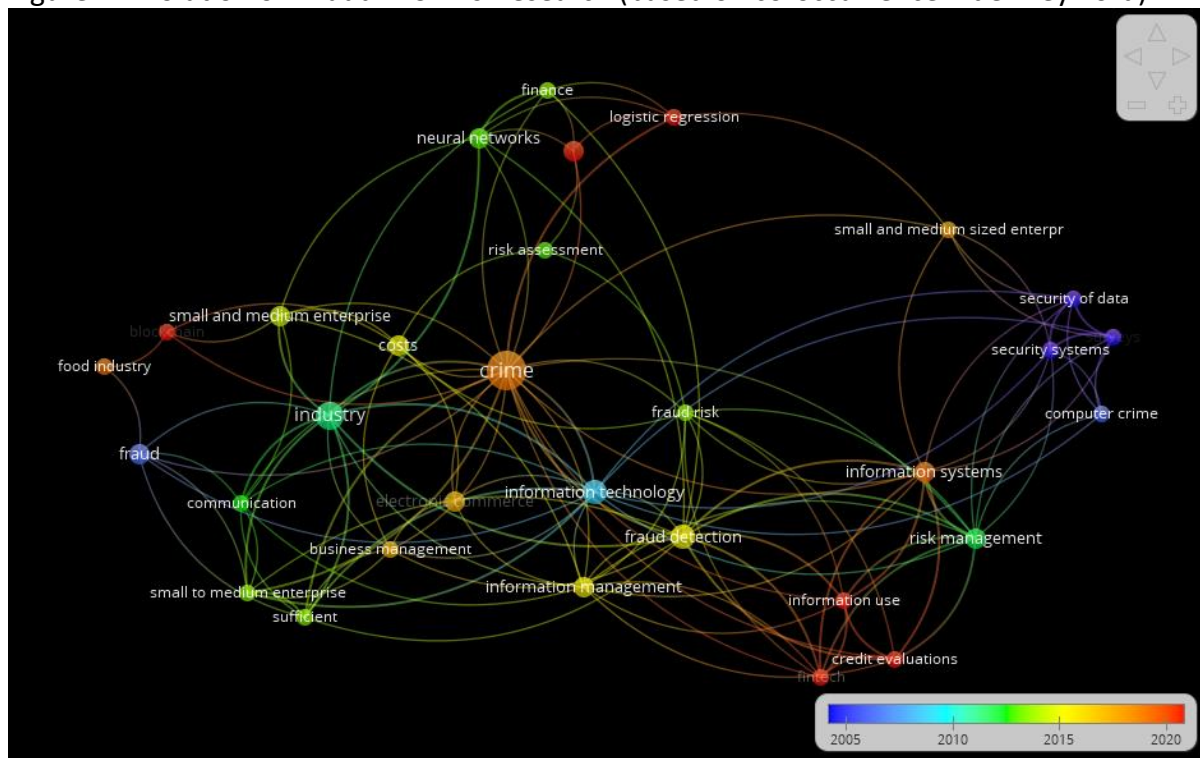 finance
logistic regression
neural networks
risk assessment
small and medium sized enterpr
security of data
small and medium enterprise
blockchain
costs
security systems
food industry
crime
industry
fraud risk
computer crime
fraud
information systems
communication
electronic commerce
information technology
fraud detection
risk management
business management
information management
small to medium enterprise
information use
sufficient
credit evaluations
fintech
2005
2010
2015
2020